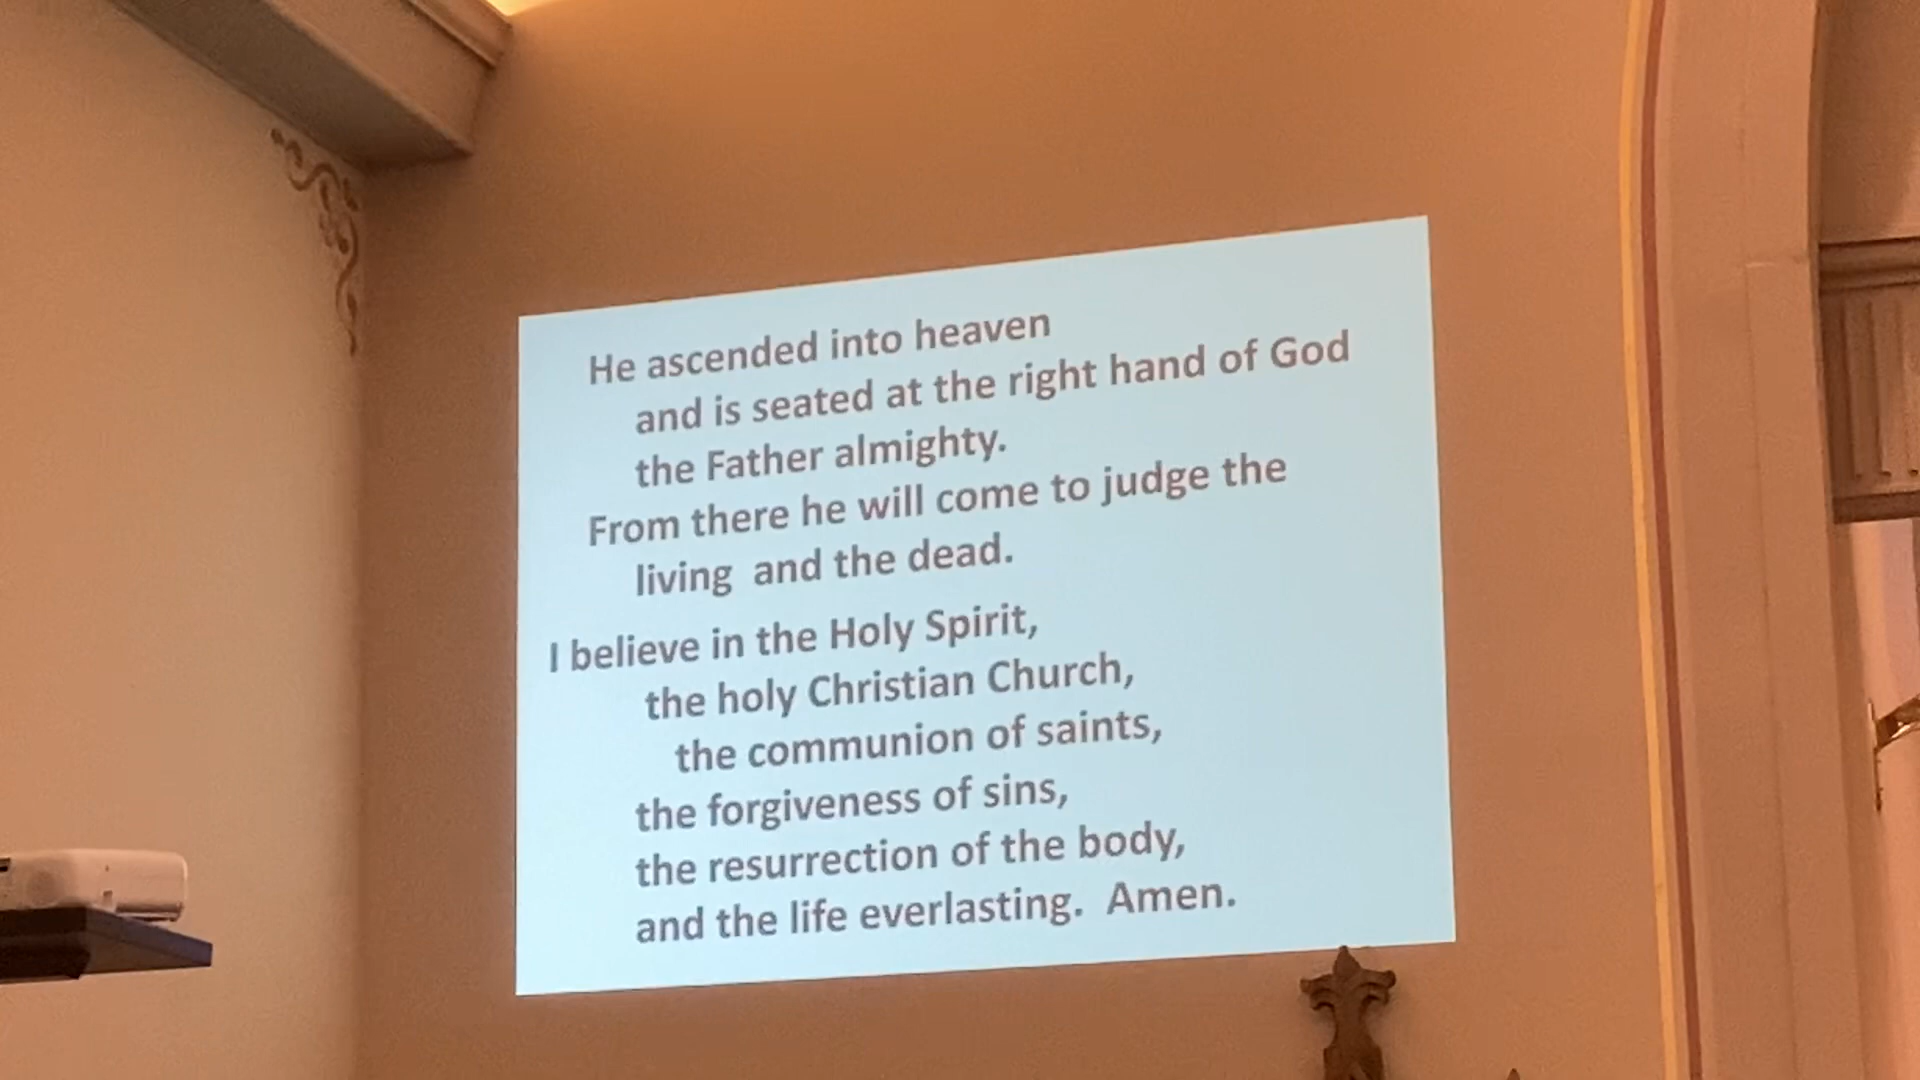 He ascended into heaven
and is seated at the right hand of God
the Father almighty.
From there he will come to judge the
living  and the dead.
I believe in the Holy Spirit,
the holy Christian Church,
the communion of saints,
the forgiveness of sins,
the resurrection of the body,
and the life everlasting.  Amen.